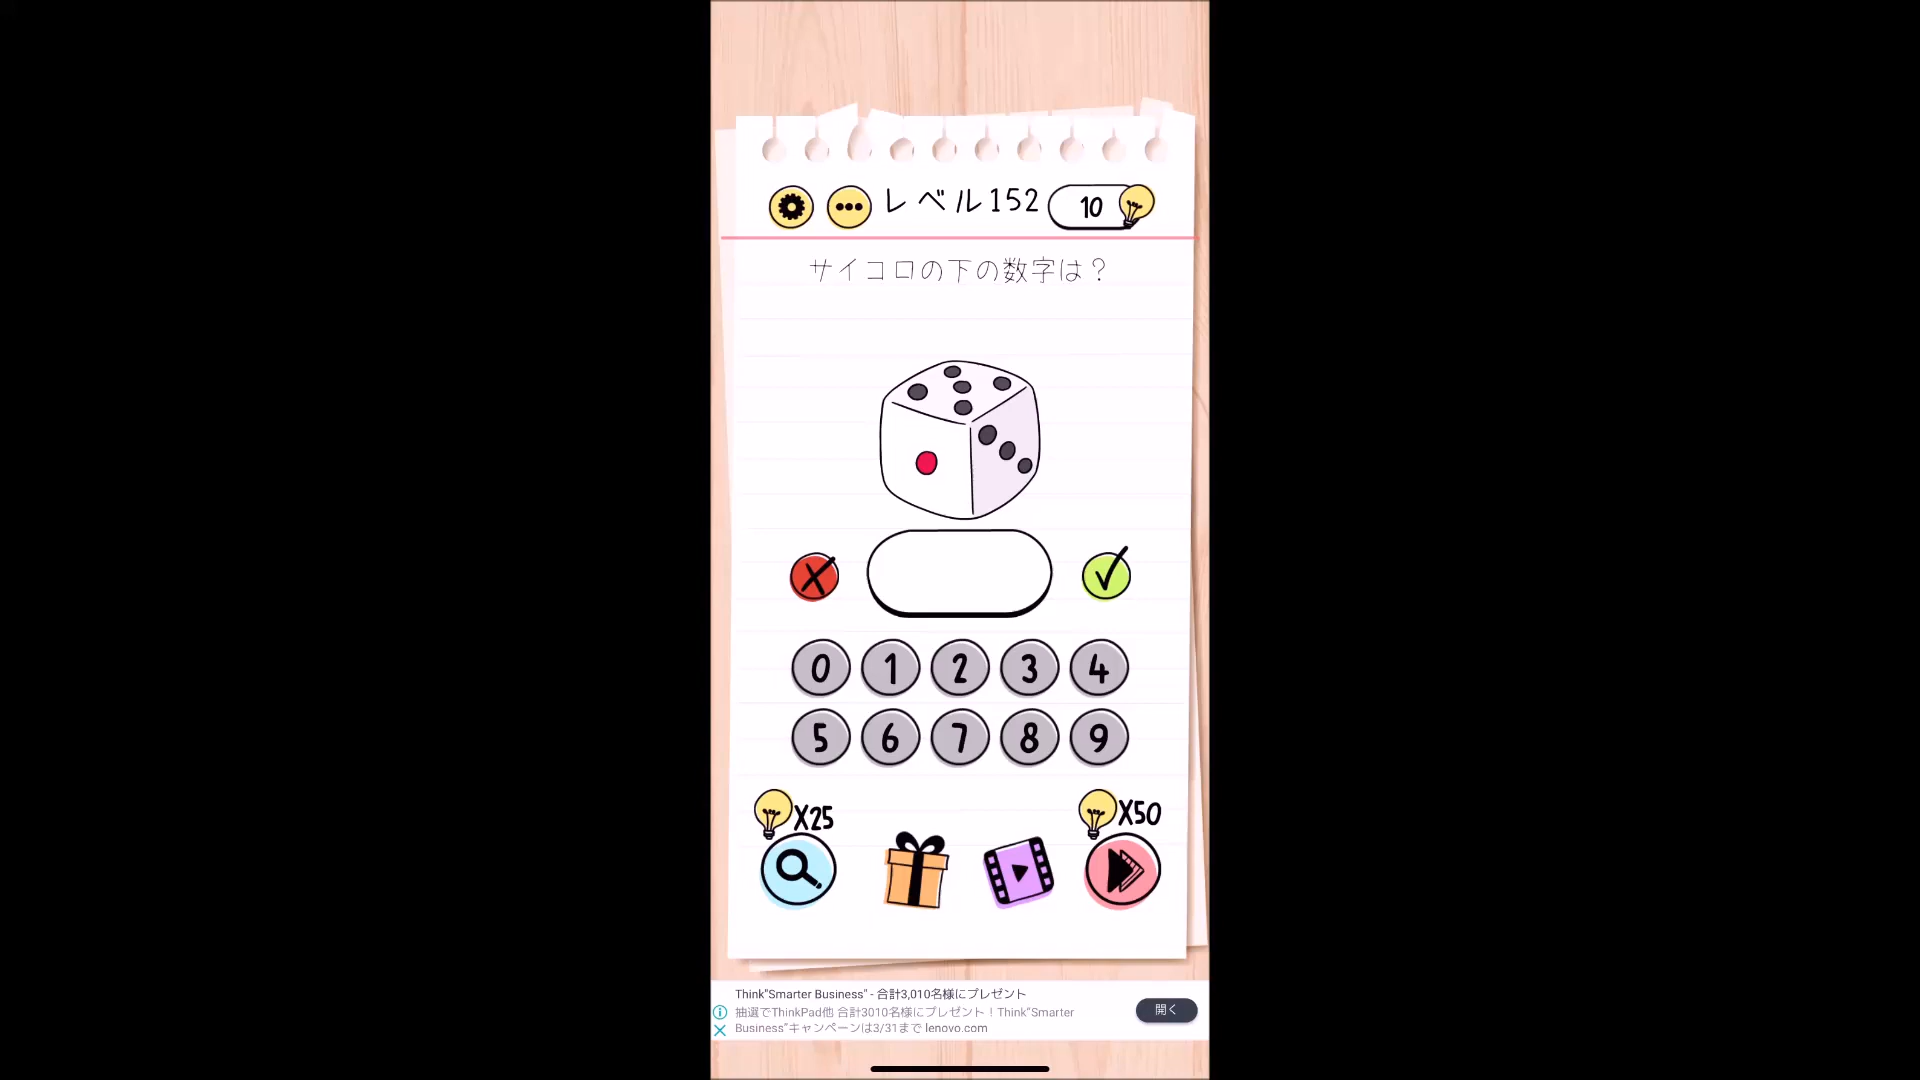 レベル152
10
サイコロの下の数字は？
0 1 2 3 4
5 6 7 8 9
X25
X50
Think"Smarter Business" - 合計3,010名様にプレゼント
抽選でThinkPad他 合計3010名様にプレゼント！Think"Smarter
Business"キャンペーンは3/31まで lenovo.com
開く